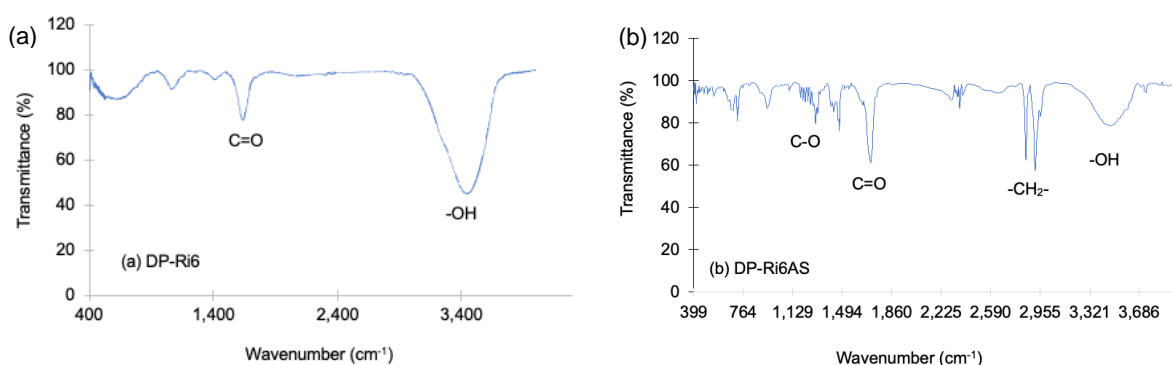 (a)
120
100
80
60
40
20
0
Transmittance (%)
C=O
-OH
(a) DP-Ri6
400
1,400
2,400
3,400
Wavenumber (cm⁻¹)
(b)
120
100
80
60
40
20
0
Transmittance (%)
C-O
C=O
-CH₂-
-OH
(b) DP-Ri6AS
399
764
1,129
1,494
1,860
2,225
2,590
2,955
3,321
3,686
Wavenumber (cm⁻¹)